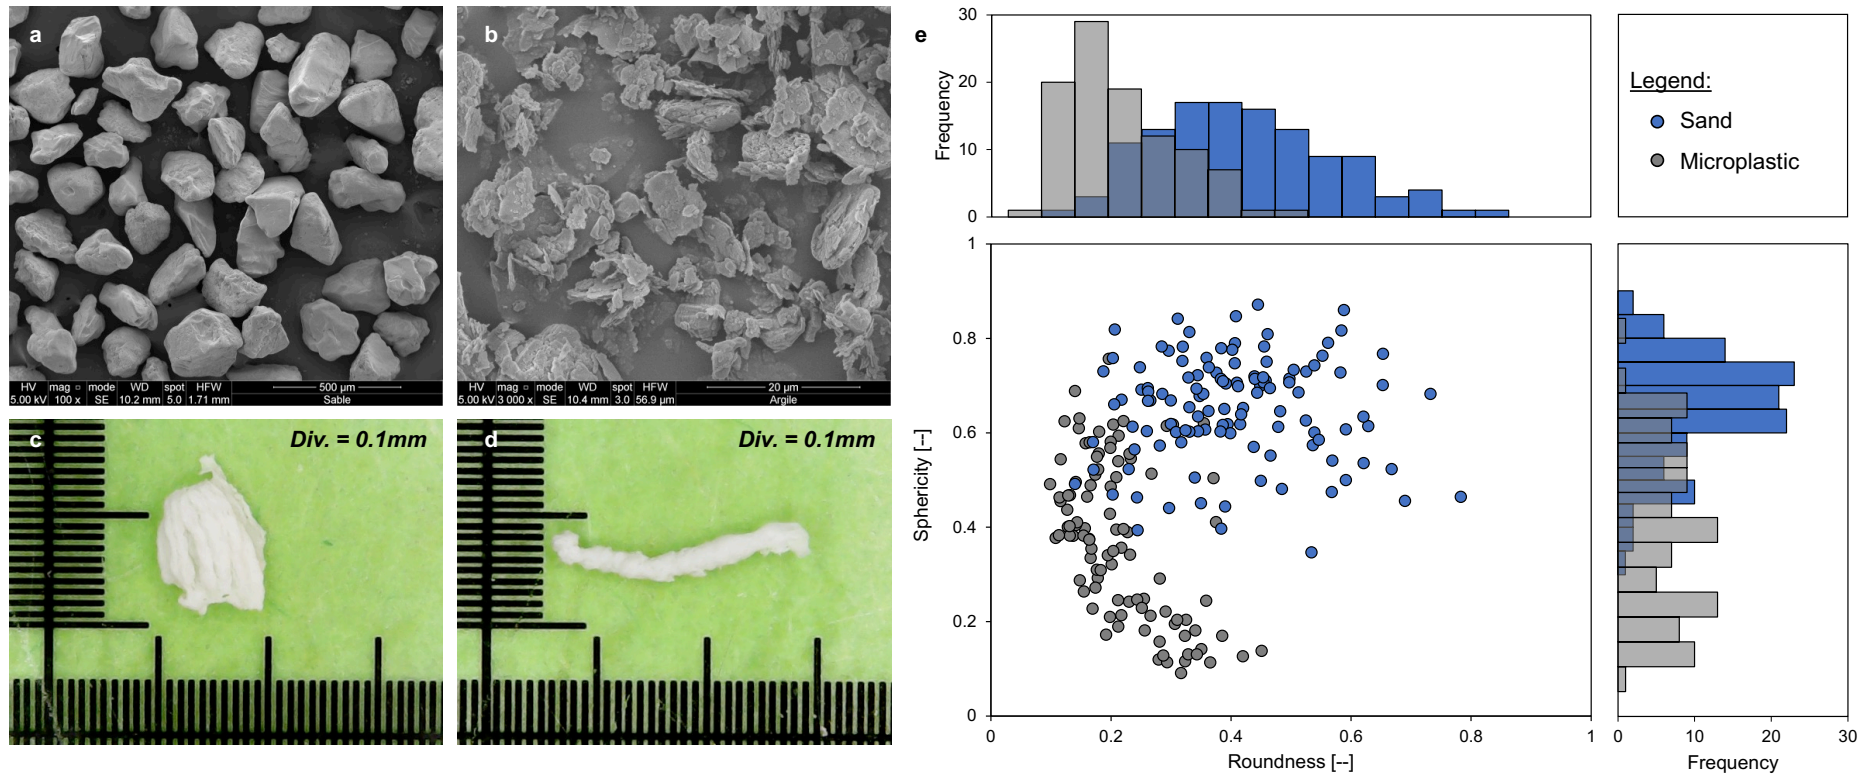 a
HV mag □ mode WD spot HFW
500 µm
5.00 kV 100 x SE 10.2 mm 5.0 1.71 mm
Sable
b
HV mag □ mode WD spot HFW
20 µm
5.00 kV 3 000 x SE 10.4 mm 3.0 56.9 µm
Argile
c
Div. = 0.1mm
d
Div. = 0.1mm
e
30
20
10
0
Frequency
Legend:
Sand
Microplastic
1
0.8
0.6
0.4
0.2
0
Sphericity [--]
0 0.2 0.4 0.6 0.8 1
Roundness [--]
0 10 20 30
Frequency